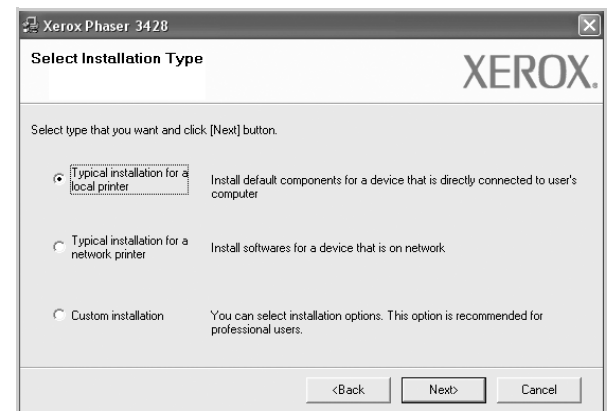 Xerox Phaser 3428
Select Installation Type
XEROX.
Select type that you want and click [Next] button.
Typical installation for a
local printer
Install default components for a device that is directly connected to user's
computer
Typical installation for a
network printer
Install softwares for a device that is on network
Custom installation
You can select installation options. This option is recommended for
professional users.
<Back
Next>
Cancel